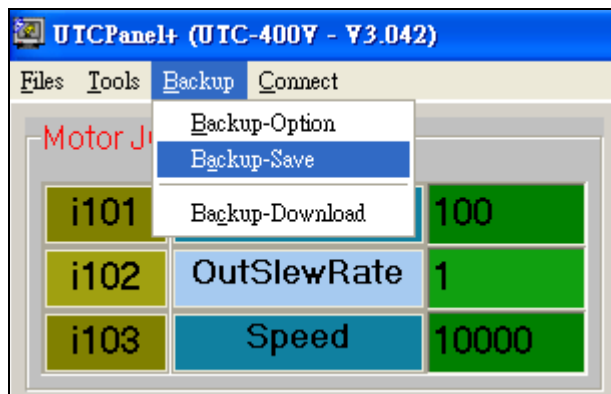 UTCPanel+ (UTC-400V - V3.042)
Files Tools Backup Connect
Backup-Option
Motor J
Backup-Save
Backup-Download
i101 100
i102 OutSlewRate 1
i103 Speed 10000